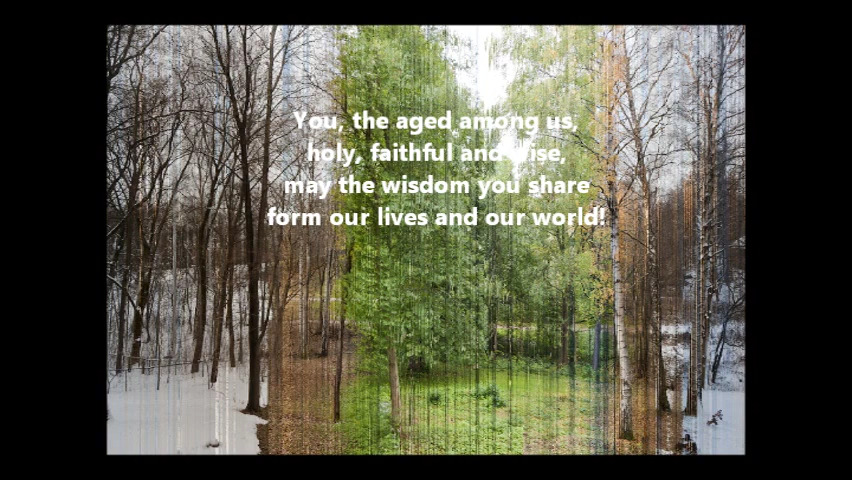 You, the aged among us,
holy, faithful and wise,
may the wisdom you share
form our lives and our world!